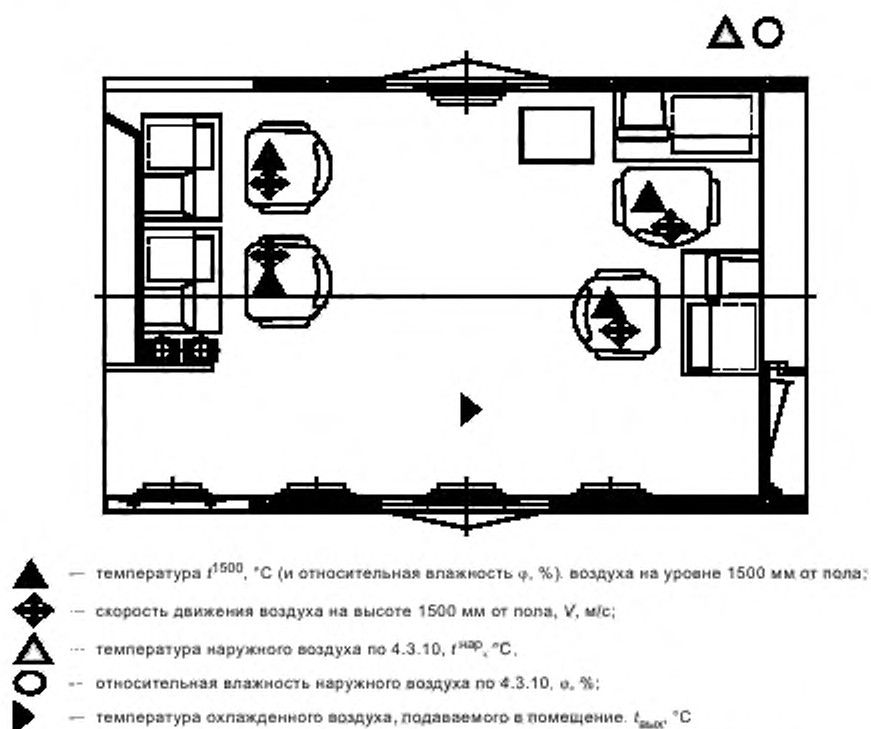 — температура t¹⁵⁰⁰, °С (и относительная влажность φ, %). воздуха на уровне 1500 мм от пола;
— скорость движения воздуха на высоте 1500 мм от пола, V, м/с;
— температура наружного воздуха по 4.3.10, tнар, °С,
-- относительная влажность наружного воздуха по 4.3.10, φ, %;
— температура охлажденного воздуха, подаваемого в помещение. tвых, °С